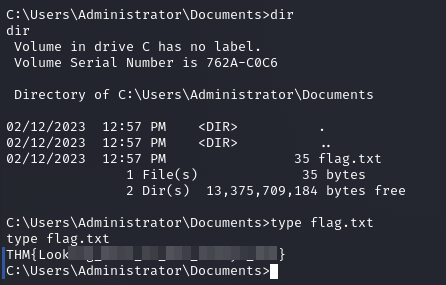 C:\Users\Administrator\Documents>dir
dir
 Volume in drive C has no label.
 Volume Serial Number is 762A-C0C6

 Directory of C:\Users\Administrator\Documents

02/12/2023  12:57 PM    <DIR>          .
02/12/2023  12:57 PM    <DIR>          ..
02/12/2023  12:57 PM                35 flag.txt
               1 File(s)             35 bytes
               2 Dir(s)  13,375,709,184 bytes free

C:\Users\Administrator\Documents>type flag.txt
type flag.txt
THM{Look }
C:\Users\Administrator\Documents>